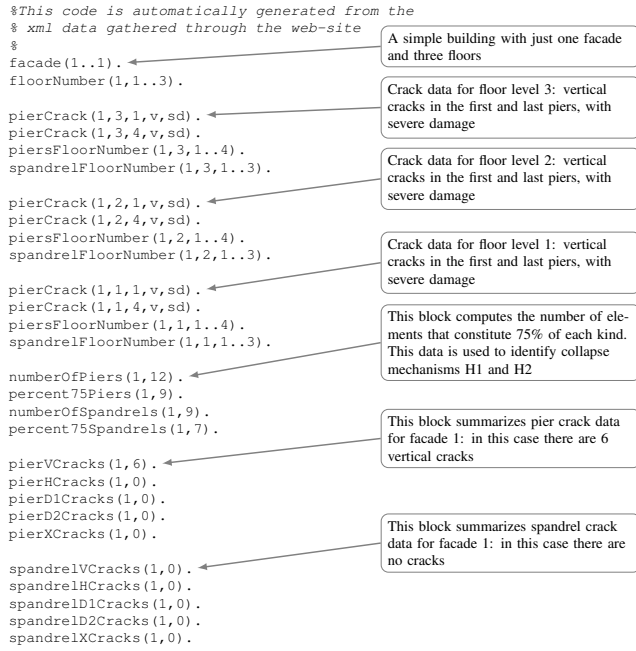 %This code is automatically generated from the
% xml data gathered through the web-site
%
facade(1..1).
floorNumber(1,1..3).
A simple building with just one facade
and three floors
pierCrack(1,3,1,v,sd).
pierCrack(1,3,4,v,sd).
piersFloorNumber(1,3,1..4).
spandrelFloorNumber(1,3,1..3).
Crack data for floor level 3: vertical
cracks in the first and last piers, with
severe damage
pierCrack(1,2,1,v,sd).
pierCrack(1,2,4,v,sd).
piersFloorNumber(1,2,1..4).
spandrelFloorNumber(1,2,1..3).
Crack data for floor level 2: vertical
cracks in the first and last piers, with
severe damage
pierCrack(1,1,1,v,sd).
pierCrack(1,1,4,v,sd).
piersFloorNumber(1,1,1..4).
spandrelFloorNumber(1,1,1..3).
Crack data for floor level 1: vertical
cracks in the first and last piers, with
severe damage
numberOfPiers(1,12).
percent75Piers(1,9).
numberOfSpandrels(1,9).
percent75Spandrels(1,7).
This block computes the number of ele-
ments that constitute 75% of each kind.
This data is used to identify collapse
mechanisms H1 and H2
pierVCracks(1,6).
pierHCracks(1,0).
pierD1Cracks(1,0).
pierD2Cracks(1,0).
pierXCracks(1,0).
This block summarizes pier crack data
for facade 1: in this case there are 6
vertical cracks
spandrelVCracks(1,0).
spandrelHCracks(1,0).
spandrelD1Cracks(1,0).
spandrelD2Cracks(1,0).
spandrelXCracks(1,0).
This block summarizes spandrel crack
data for facade 1: in this case there are
no cracks